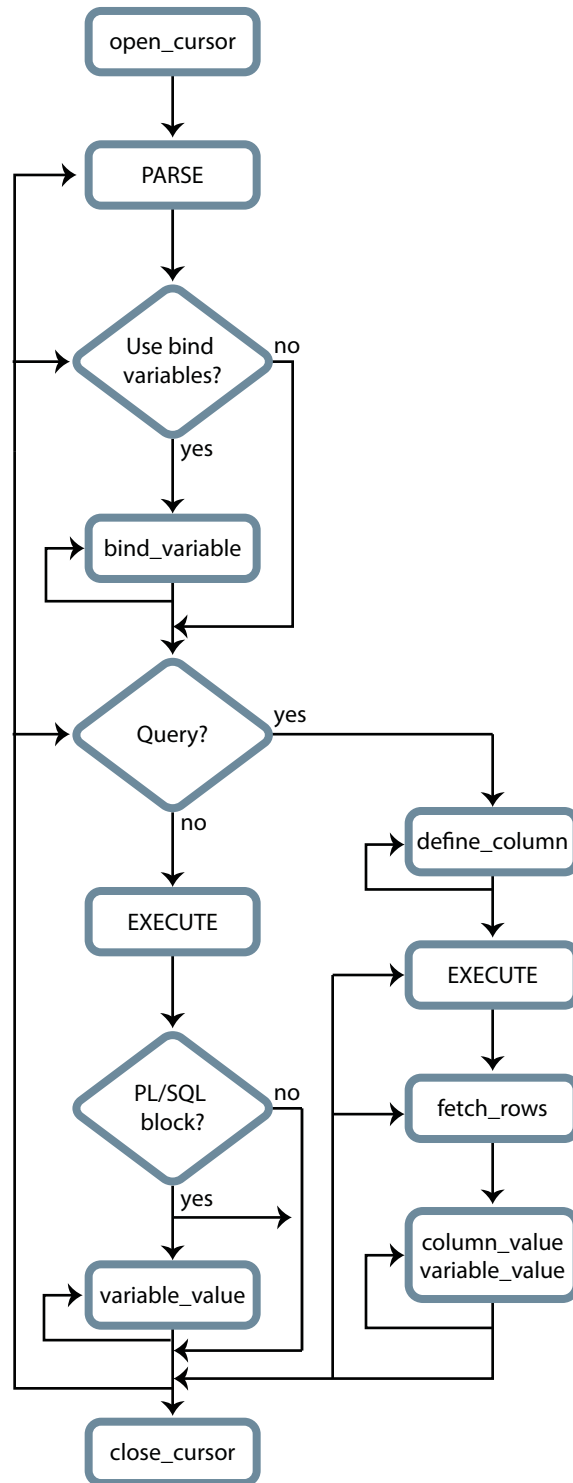 open_cursor
PARSE
Use bind
variables?
no
yes
bind_variable
Query?
yes
no
define_column
EXECUTE
EXECUTE
PL/SQL
block?
no
yes
fetch_rows
column_value
variable_value
variable_value
close_cursor